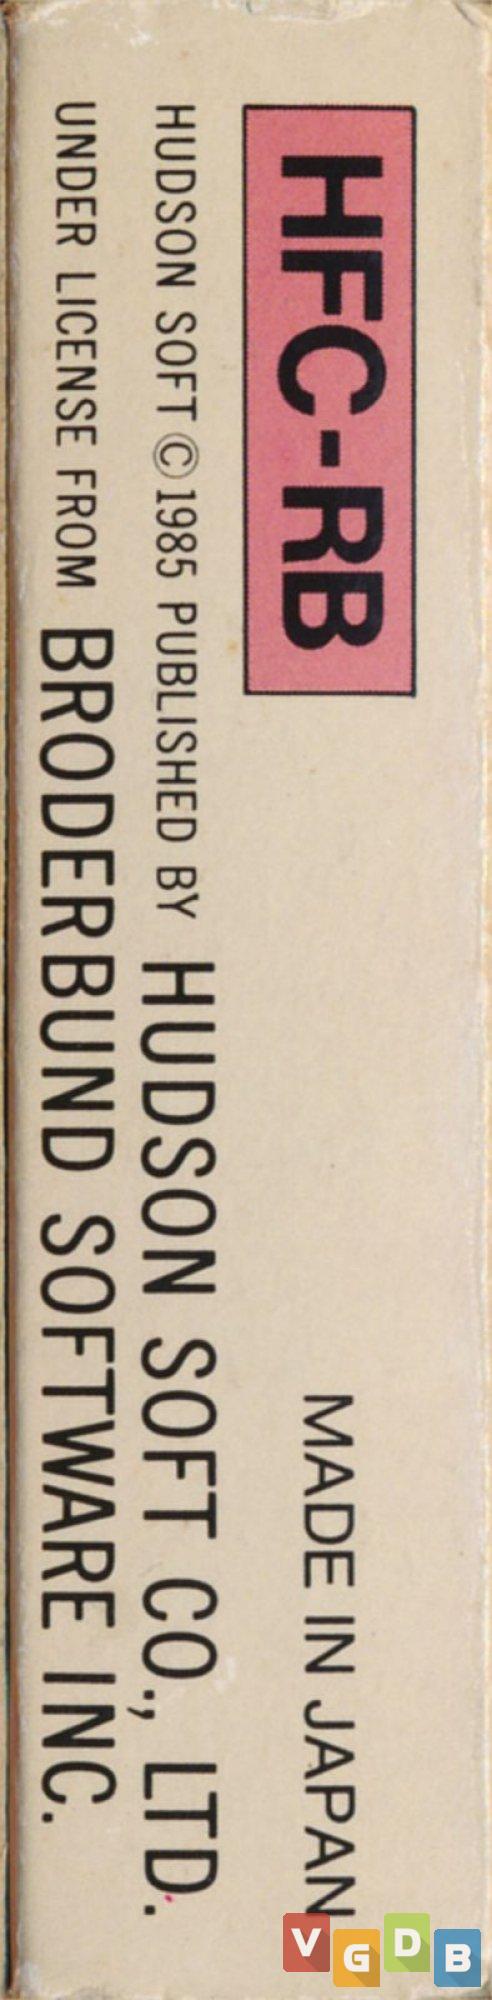 HFC-RB
MADE IN JAPAN
HUDSON SOFT © 1985 PUBLISHED BY HUDSON SOFT CO., LTD.
UNDER LICENSE FROM BRODERBUND SOFTWARE INC.
VGDB